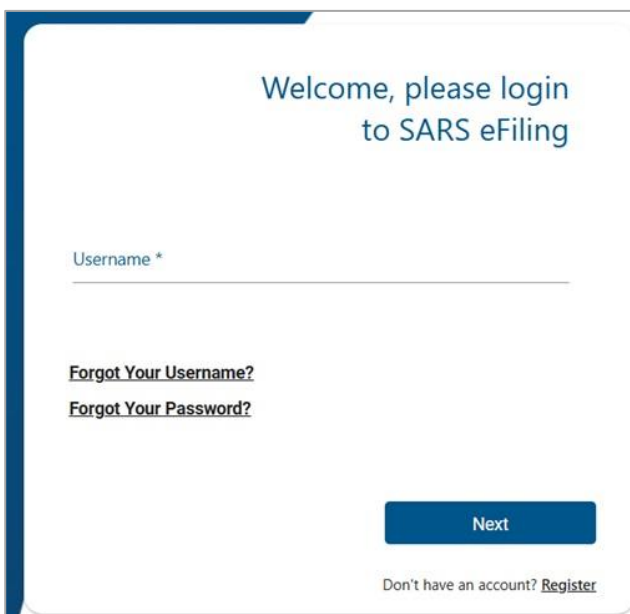 Welcome, please login
to SARS eFiling
Username *
Forgot Your Username?
Forgot Your Password?
Next
Don't have an account? Register